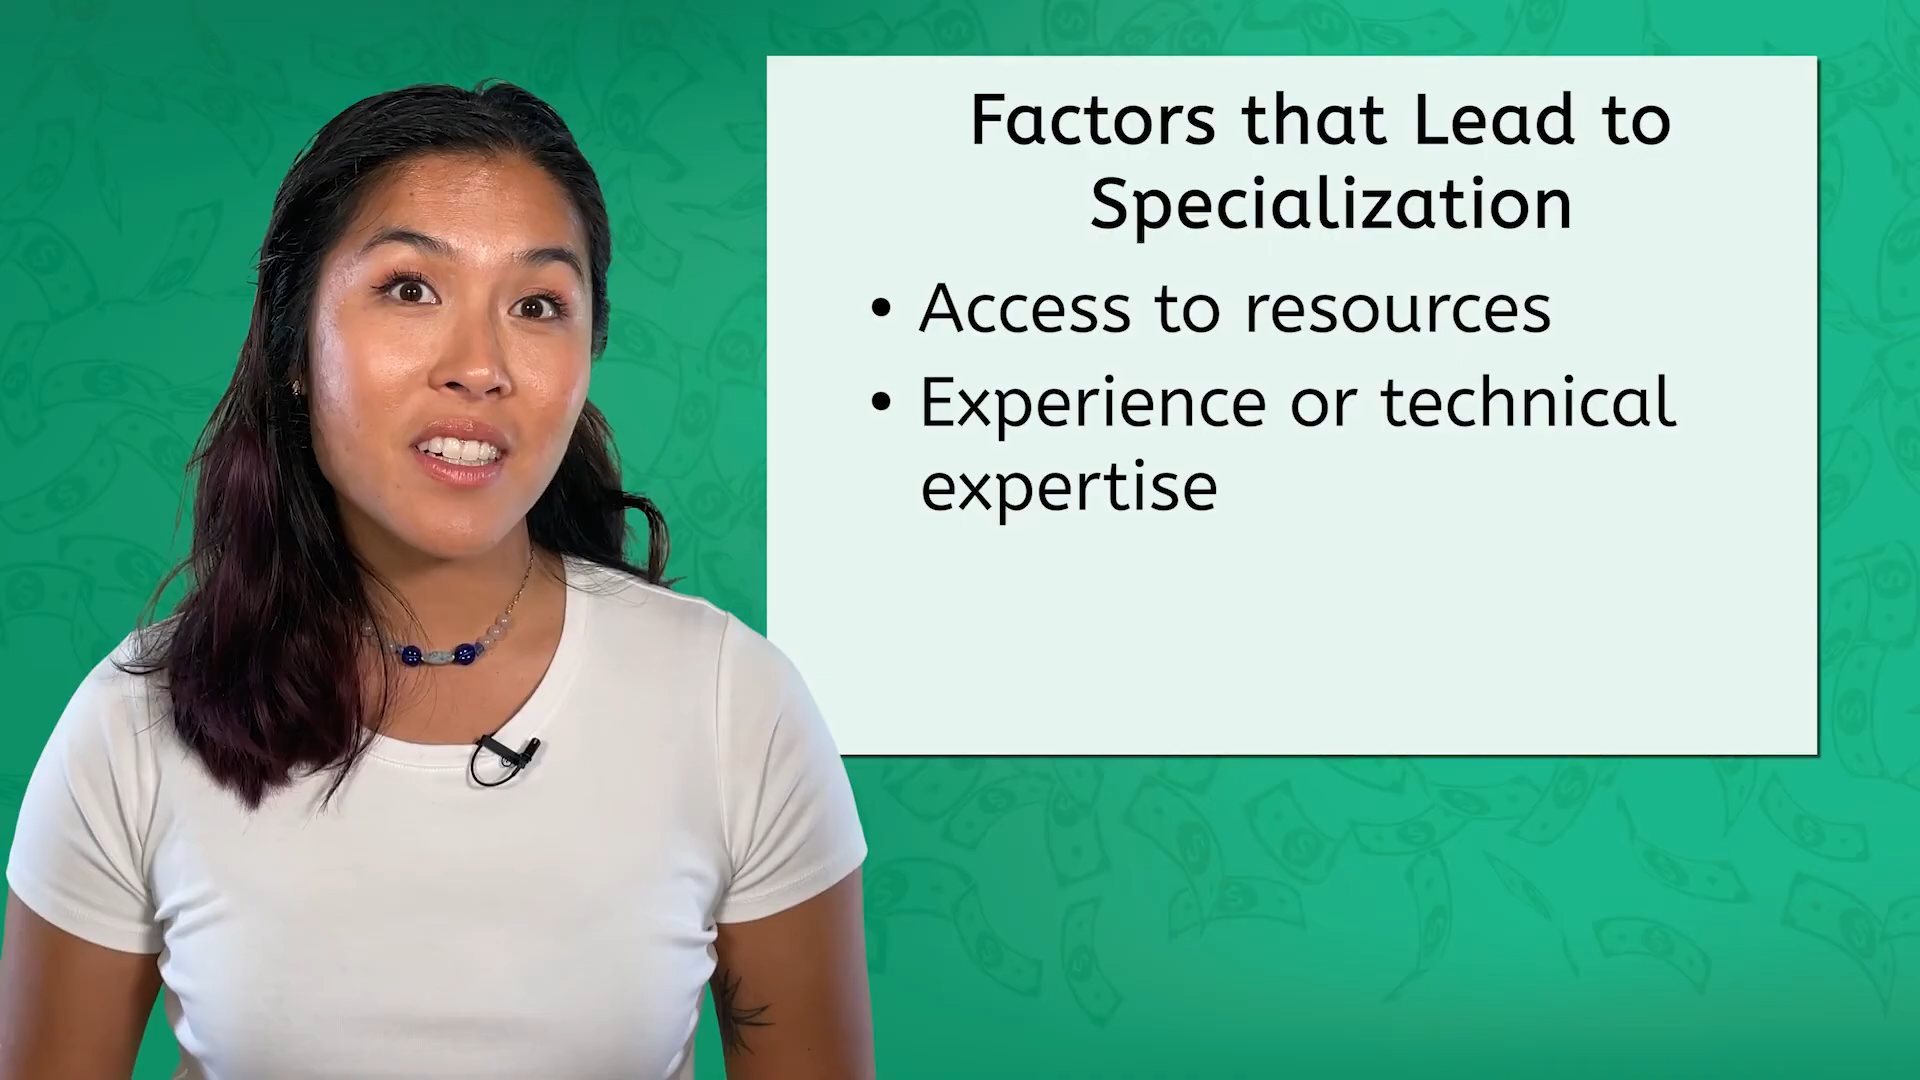 Factors that Lead to
Specialization
• Access to resources
• Experience or technical
expertise